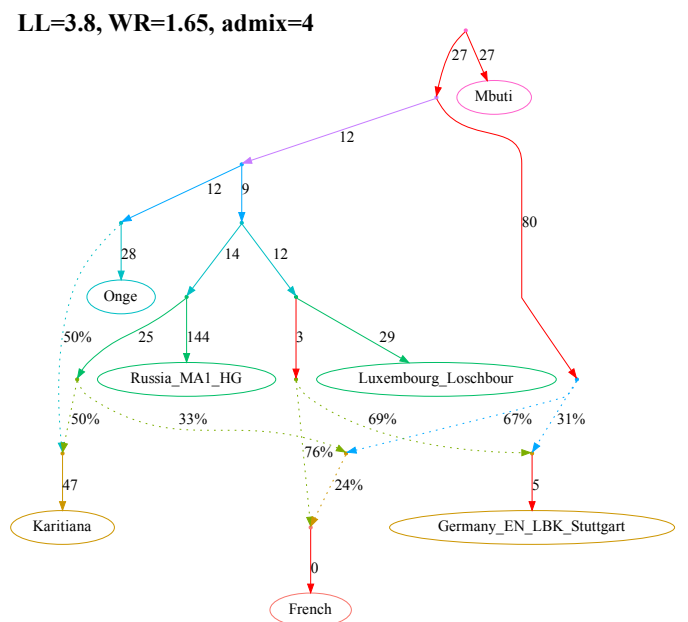 LL=3.8, WR=1.65, admix=4
27 27
Mbuti
12
12 9
80
28 14 12
Onge
50% 25 144 3 29
Russia_MA1_HG Luxembourg_Loschbour
50% 33% 69% 67% 31%
76%
47 24% 5
Karitiana Germany_EN_LBK_Stuttgart
0
French